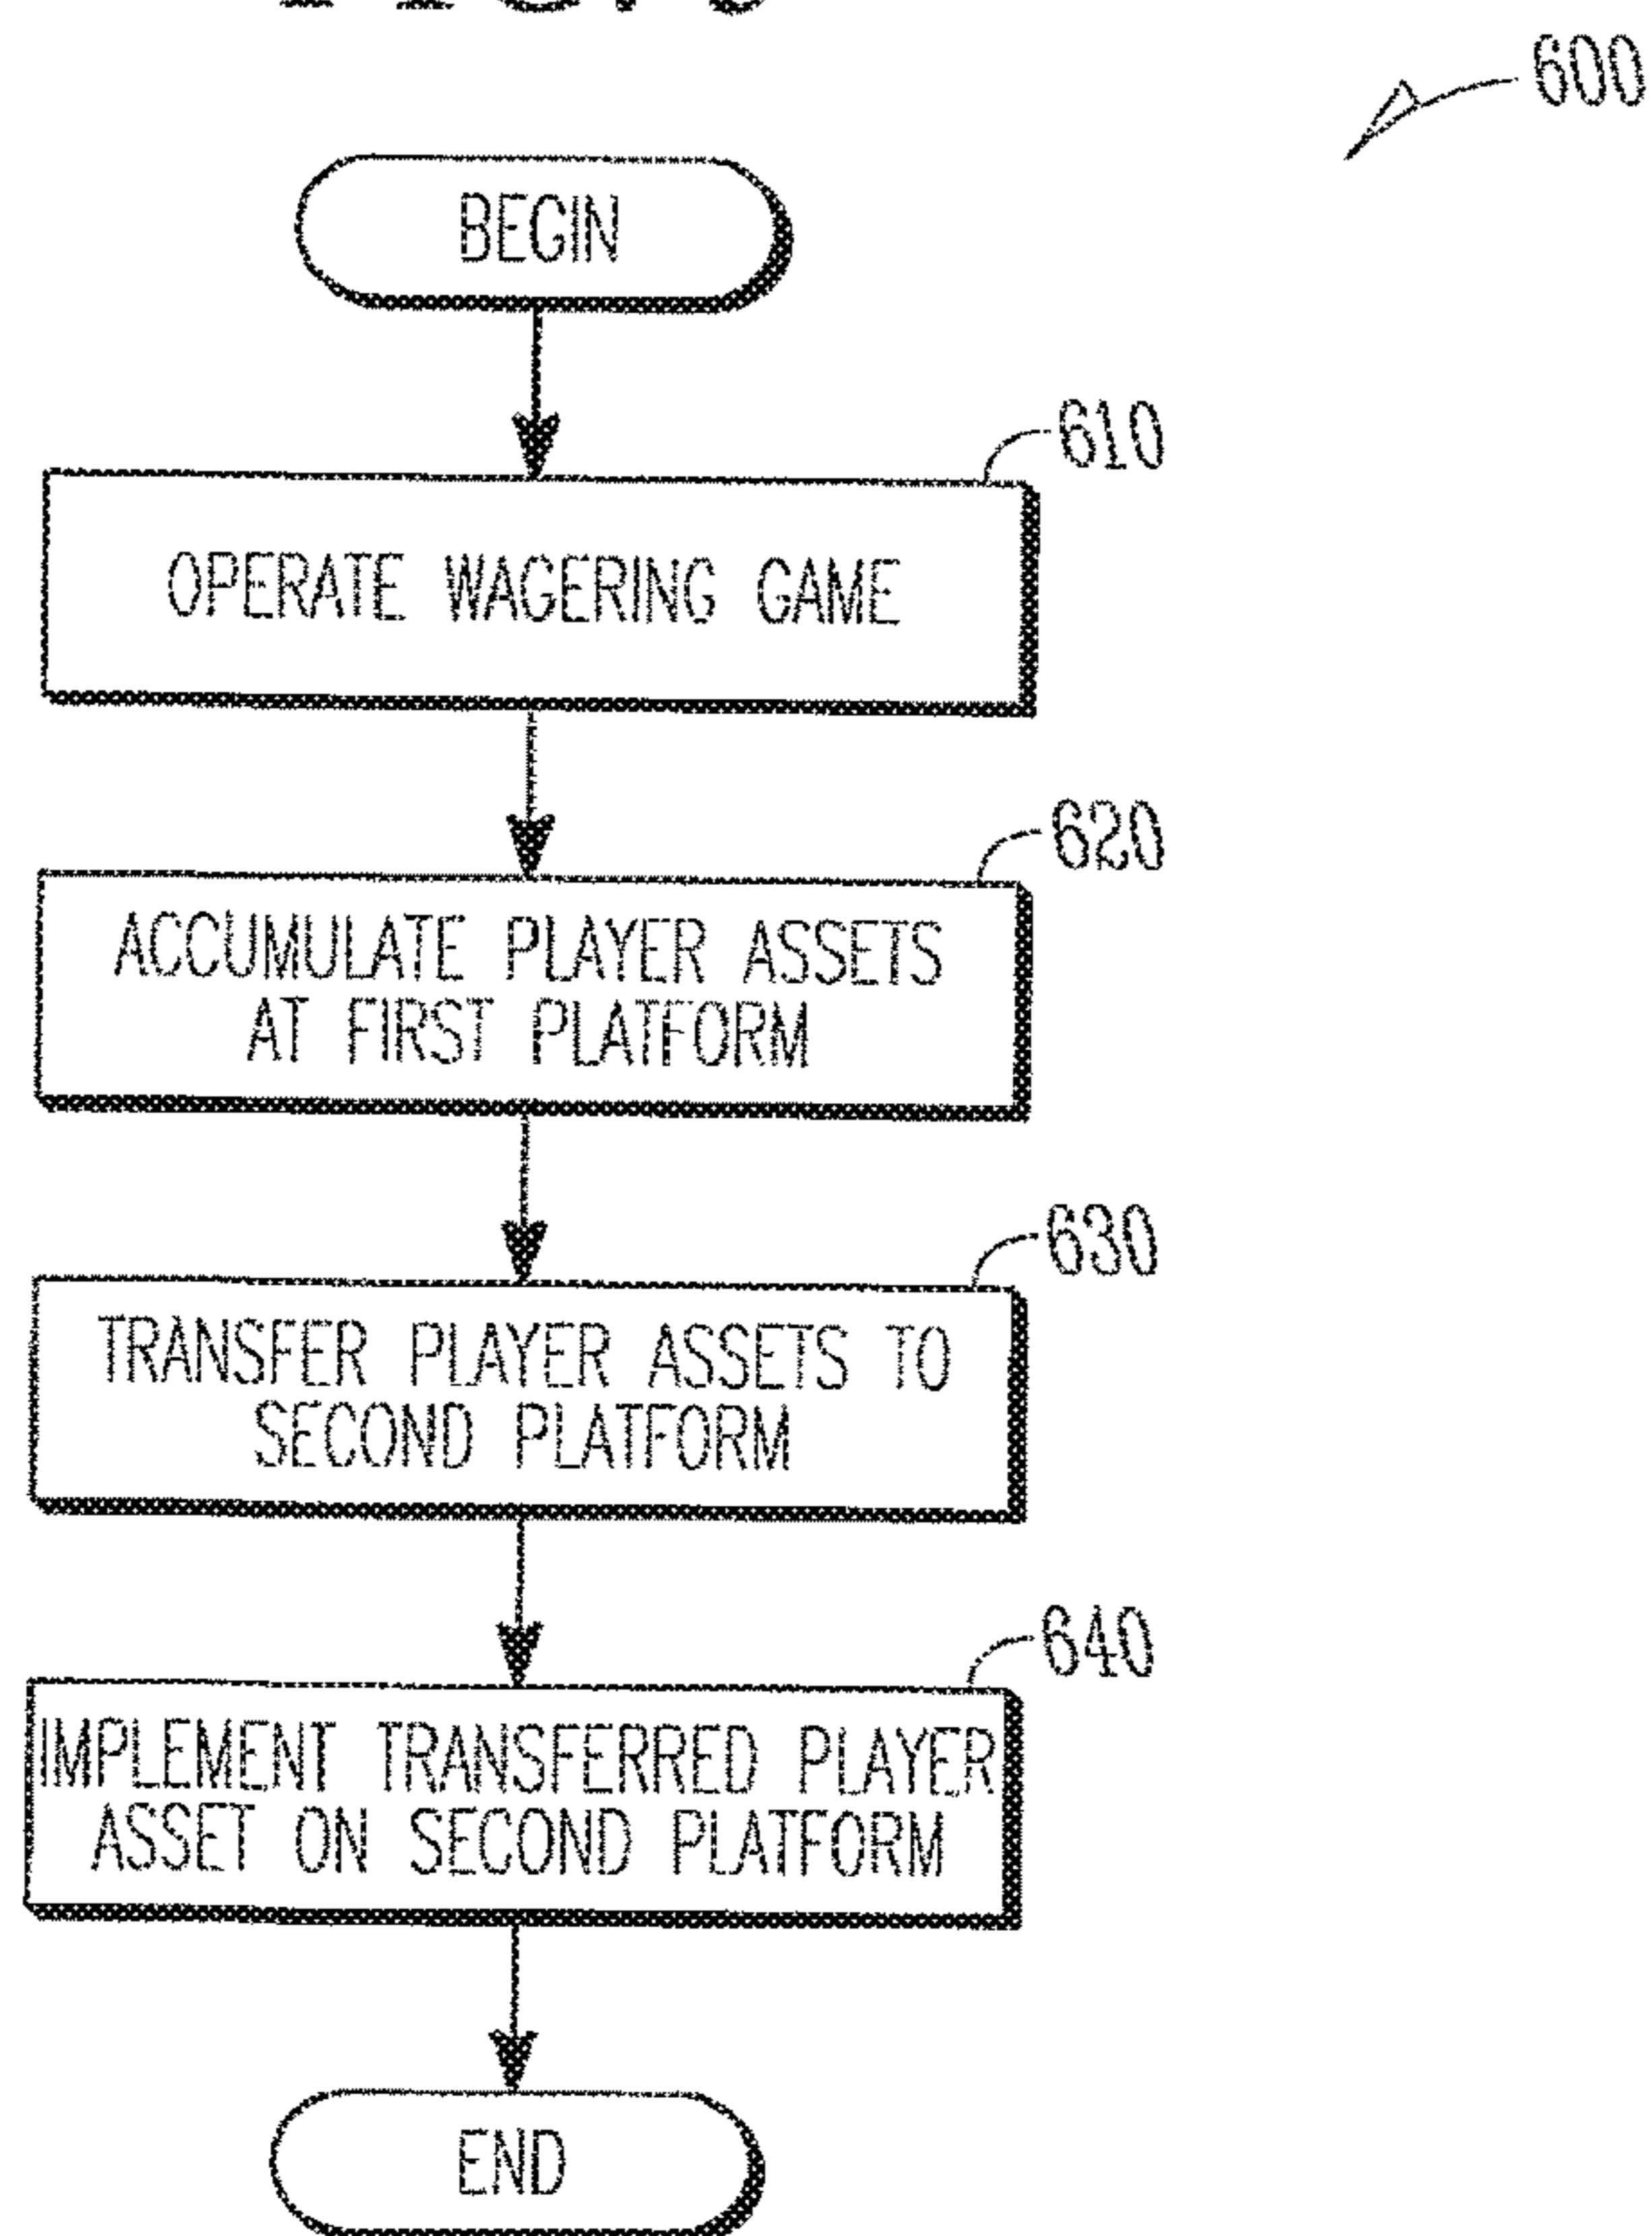 600
BEGIN
610
OPERATE WAGERING GAME
620
ACCUMULATE PLAYER ASSETS
AT FIRST PLATFORM
630
TRANSFER PLAYER ASSETS TO
SECOND PLATFORM
640
IMPLEMENT TRANSFERRED PLAYER
ASSET ON SECOND PLATFORM
END